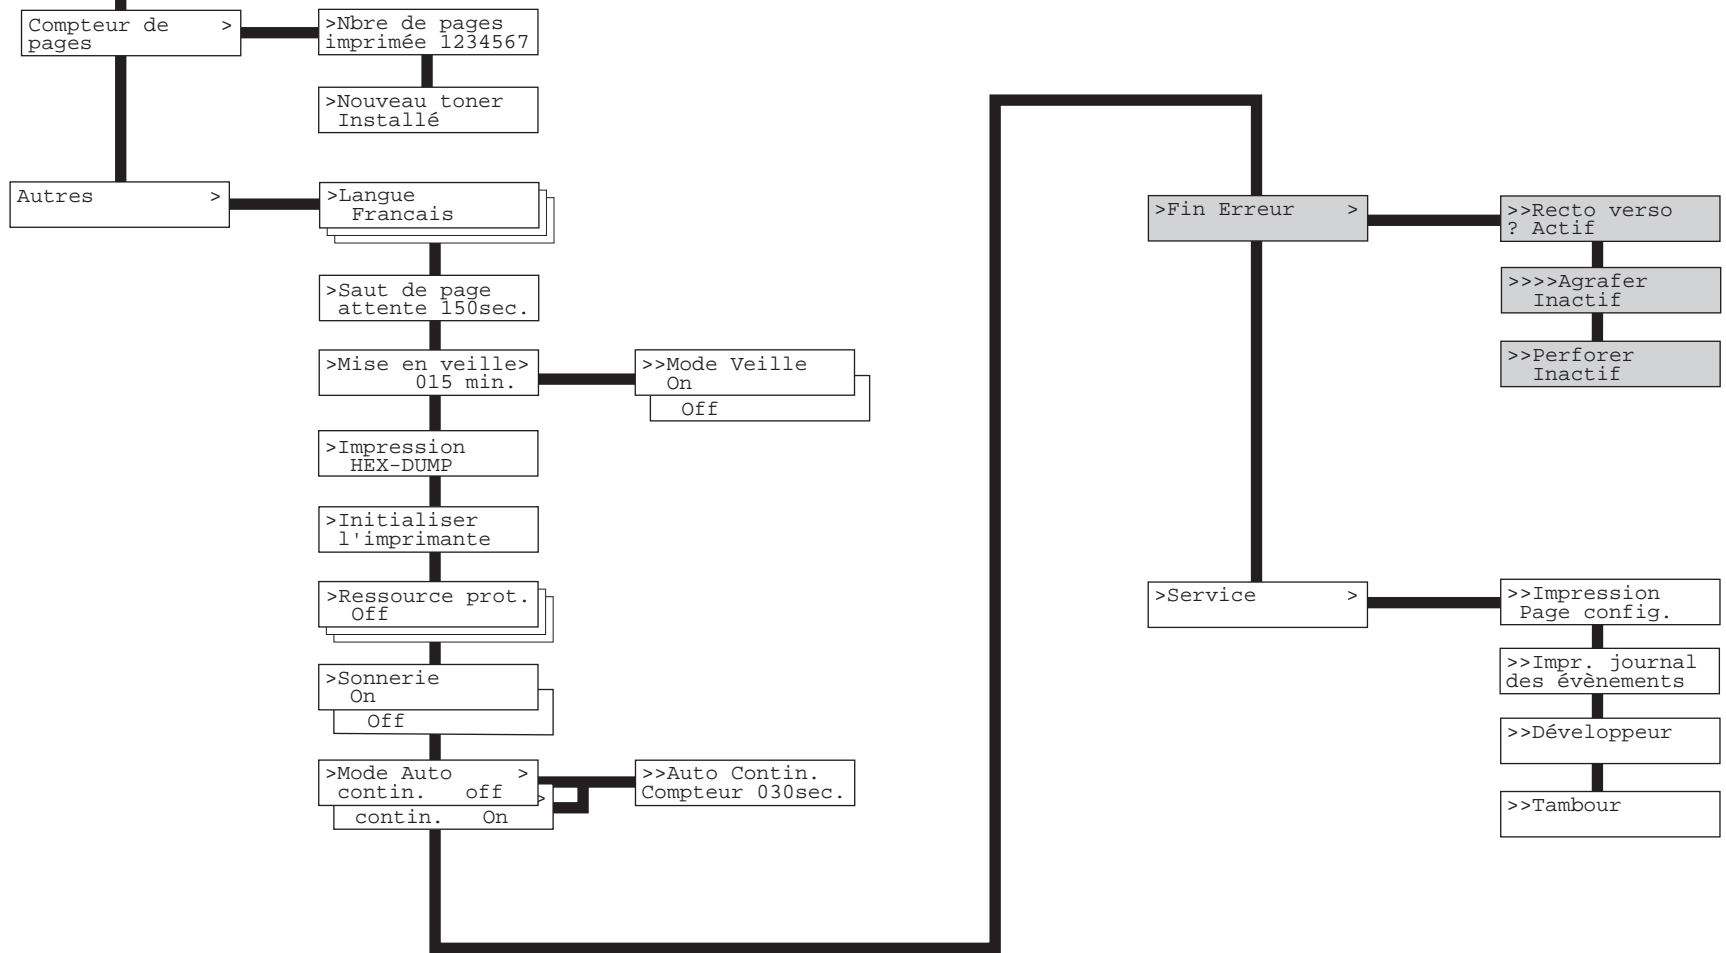 Compteur de >
pages
>Nbre de pages
imprimée 1234567
>Nouveau toner
Installé
Autres >
>Langue
Francais
>Saut de page
attente 150sec.
>Mise en veille>
015 min.
>>Mode Veille
On
Off
>Impression
HEX-DUMP
>Initialiser
l'imprimante
>Ressource prot.
Off
>Sonnerie
On
Off
>Mode Auto >
contin. off
>
contin. On
>>Auto Contin.
Compteur 030sec.
>Fin Erreur >
>>Recto verso
? Actif
>>>>Agrafer
Inactif
>>Perforer
Inactif
>Service >
>>Impression
Page config.
>>Impr. journal
des évènements
>>Développeur
>>Tambour